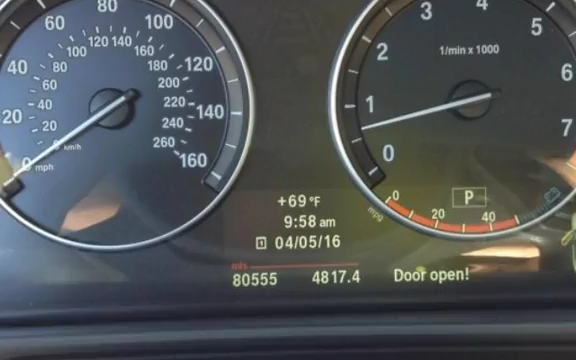 20 40 60 80 100 120 140 160
20 40 60 80 100 120 140 160 180 200 220 240 260
0 mph
km/h
0 1 2 3 4 5 6 7
1/min x 1000
P
mpg 0 20 40
+69 °F
9:58 am
04/05/16
mls
80555 4817.4 Door open!